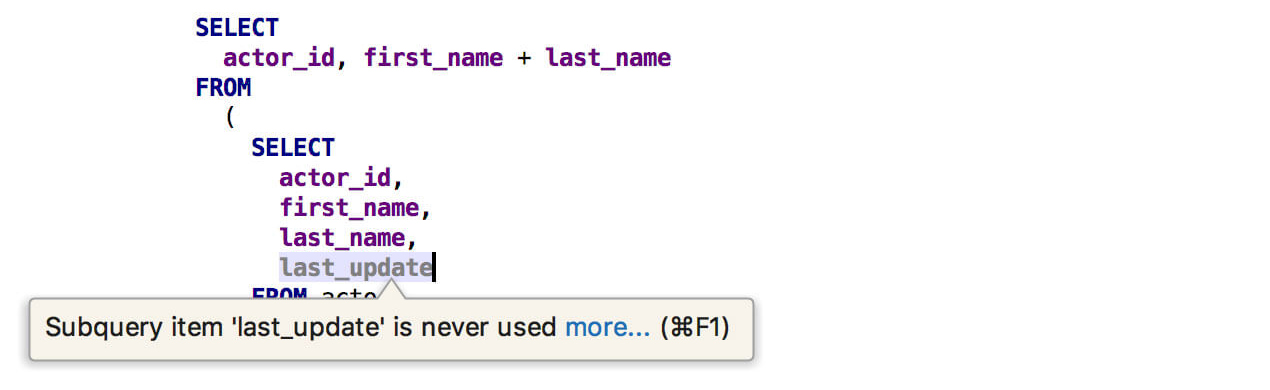 SELECT
actor_id, first_name + last_name
FROM
(
SELECT
actor_id,
first_name,
last_name,
last_update
FROM acto
Subquery item 'last_update' is never used more... (⌘F1)